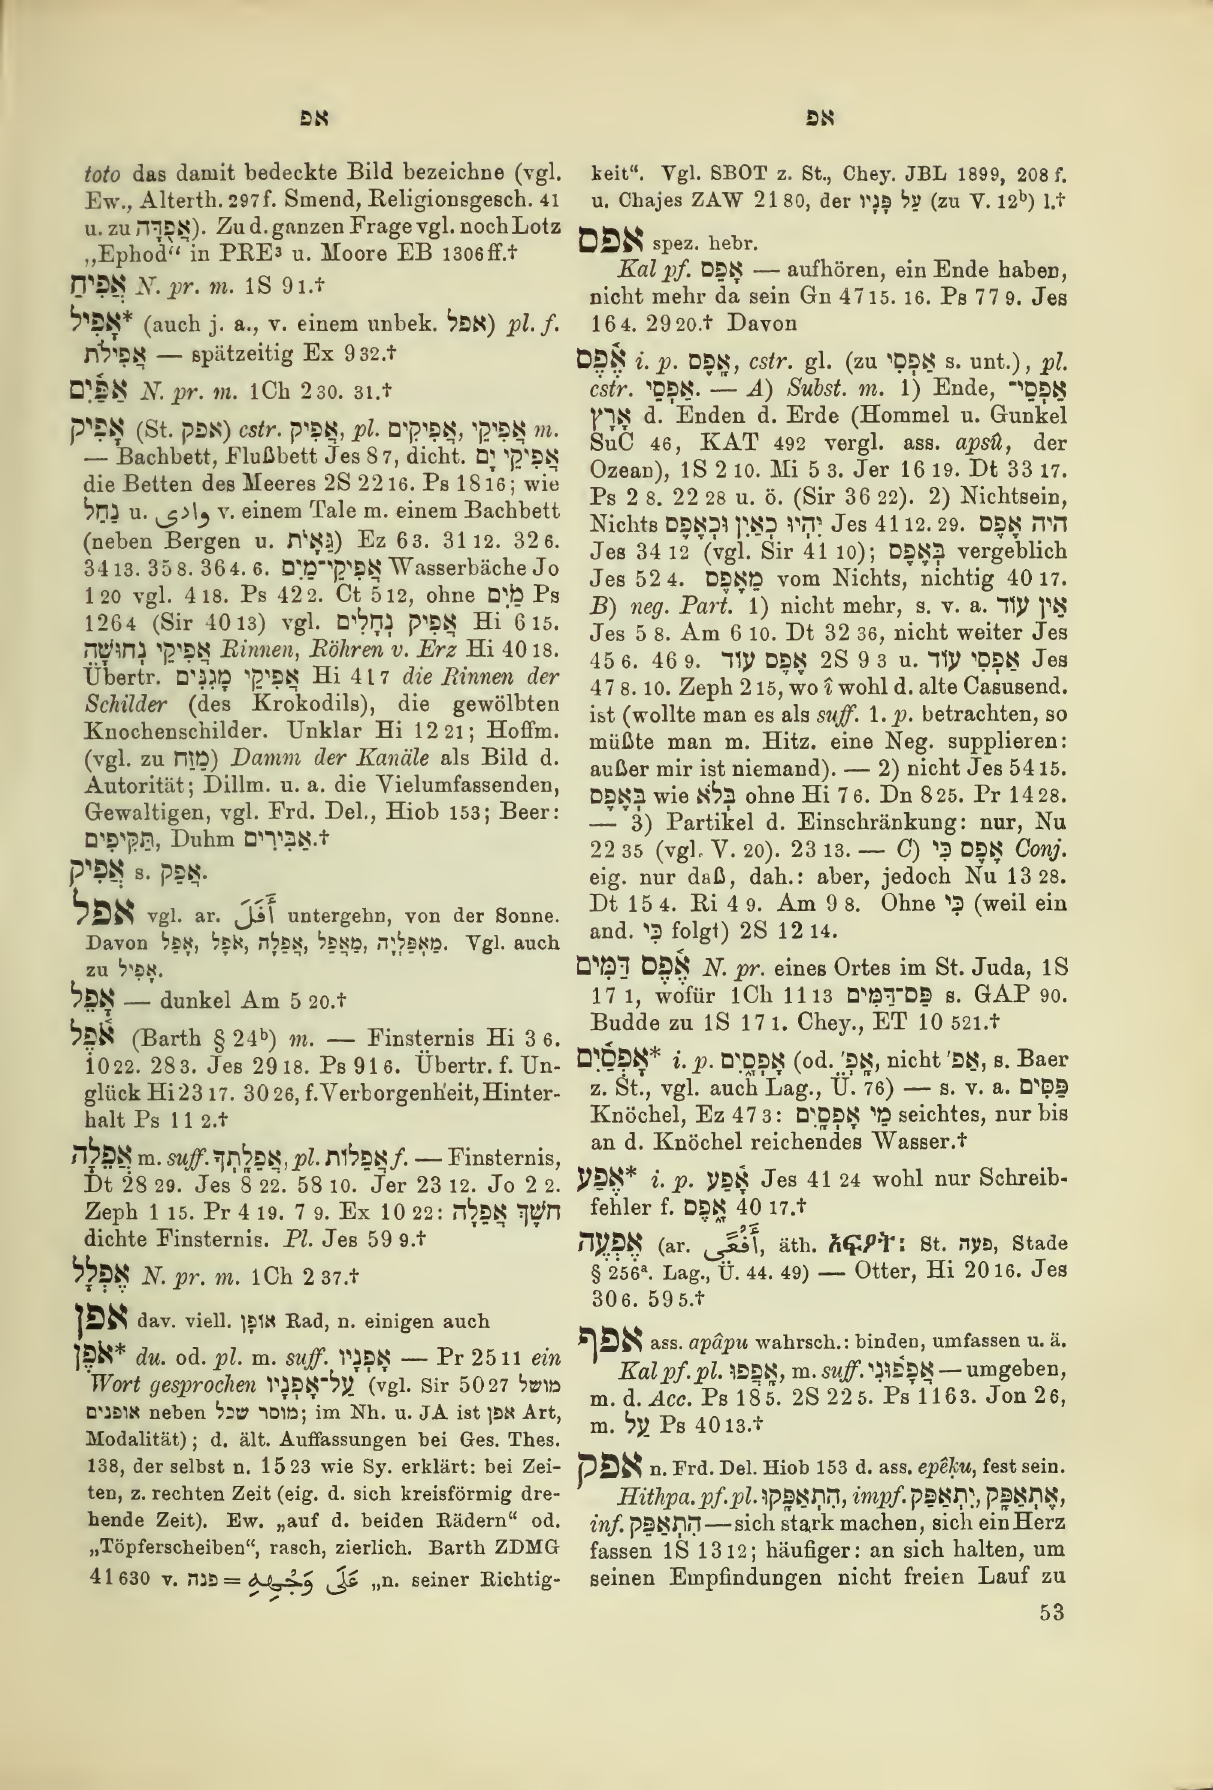 אפ
אפ
toto das damit bedeckte Bild bezeichne (vgl.
Ew., Alterth. 297 f. Smend, Religionsgesch. 41
u. zu אֲפֻדָּה). Zu d. ganzen Frage vgl. noch Lotz
„Ephod“ in PRE³ u. Moore EB 1306 ff.†
אֲפִיחַ N. pr. m. 1S 9 1.†
אָפִיל* (auch j. a., v. einem unbek. אפל) pl. f.
אֲפִילֹת — spätzeitig Ex 9 32.†
אַפַּיִם N. pr. m. 1Ch 2 30. 31.†
אָפִיק (St. אפק) cstr. אֲפִיק, pl. אֲפִיקִים, אֲפִיקֵי m.
— Bachbett, Flußbett Jes 8 7, dicht. אֲפִיקֵי יָם
die Betten des Meeres 2S 22 16. Ps 18 16; wie
נַחַל u. وادى v. einem Tale m. einem Bachbett
(neben Bergen u. גֵּאָיֹת) Ez 6 3. 31 12. 32 6.
34 13. 35 8. 36 4. 6. אֲפִיקֵי־מַיִם Wasserbäche Jo
1 20 vgl. 4 18. Ps 42 2. Ct 5 12, ohne מַיִם Ps
126 4 (Sir 40 13) vgl. אֲפִיק נְחָלִים Hi 6 15.
אֲפִיקֵי נְחוּשָׁה Rinnen, Röhren v. Erz Hi 40 18.
Übertr. אֲפִיקֵי מָגִנִּים Hi 41 7 die Rinnen der
Schilder (des Krokodils), die gewölbten
Knochenschilder. Unklar Hi 12 21; Hoffm.
(vgl. zu מֵזַח) Damm der Kanäle als Bild d.
Autorität; Dillm. u. a. die Vielumfassenden,
Gewaltigen, vgl. Frd. Del., Hiob 153; Beer:
תַּקִּיפִים, Duhm אַבִּירִים.†
אֲפִיק s. אֲפֵק.
אפל vgl. ar. أَفَلَ untergehn, von der Sonne.
Davon אָפֵל, אֹפֶל, אֲפֵלָה, מַאֲפֵל, מַאְפֵּלְיָה. Vgl. auch
zu אָפִיל.
אָפֵל — dunkel Am 5 20.†
אֹפֶל (Barth § 24ᵇ) m. — Finsternis Hi 3 6.
10 22. 28 3. Jes 29 18. Ps 91 6. Übertr. f. Un-
glück Hi 23 17. 30 26, f. Verborgenheit, Hinter-
halt Ps 11 2.†
אֲפֵלָה m. suff. אֲפֵלָתְךָ, pl. אֲפֵלוֹת f. — Finsternis,
Dt 28 29. Jes 8 22. 58 10. Jer 23 12. Jo 2 2.
Zeph 1 15. Pr 4 19. 7 9. Ex 10 22: חֹשֶׁךְ אֲפֵלָה
dichte Finsternis. Pl. Jes 59 9.†
אֶפְלָל N. pr. m. 1Ch 2 37.†
אפן dav. viell. אוֹפָן Rad, n. einigen auch
אֹפֶן* du. od. pl. m. suff. אָפְנָיו — Pr 25 11 ein
Wort gesprochen עַל־אָפְנָיו (vgl. Sir 50 27 מושל
אופנים neben מוסר שכל; im Nh. u. JA ist אפן Art,
Modalität); d. ält. Auffassungen bei Ges. Thes.
138, der selbst n. 15 23 wie Sy. erklärt: bei Zei-
ten, z. rechten Zeit (eig. d. sich kreisförmig dre-
hende Zeit). Ew. „auf d. beiden Rädern“ od.
„Töpferscheiben“, rasch, zierlich. Barth ZDMG
41 630 v. פנה = عَلَى وَجْهِهِ „n. seiner Richtig-
keit“. Vgl. SBOT z. St., Chey. JBL 1899, 208 f.
u. Chajes ZAW 21 80, der עַל פָּנָיו (zu V. 12ᵇ) l.†
אפס spez. hebr.
Kal pf. אָפֵס — aufhören, ein Ende haben,
nicht mehr da sein Gn 47 15. 16. Ps 77 9. Jes
16 4. 29 20.† Davon
אֶפֶס i. p. אָפֶס, cstr. gl. (zu אַפְסִי s. unt.), pl.
cstr. אַפְסֵי. — A) Subst. m. 1) Ende, אַפְסֵי־
אָרֶץ d. Enden d. Erde (Hommel u. Gunkel
SuC 46, KAT 492 vergl. ass. apsû, der
Ozean), 1S 2 10. Mi 5 3. Jer 16 19. Dt 33 17.
Ps 2 8. 22 28 u. ö. (Sir 36 22). 2) Nichtsein,
Nichts יִהְיוּ כְאַיִן וּכְאֶפֶס Jes 41 12. 29. היה אֶפֶס
Jes 34 12 (vgl. Sir 41 10); בְּאֶפֶס vergeblich
Jes 52 4. מֵאֶפֶס vom Nichts, nichtig 40 17.
B) neg. Part. 1) nicht mehr, s. v. a. אֵין עוֹד
Jes 5 8. Am 6 10. Dt 32 36, nicht weiter Jes
45 6. 46 9. אֶפֶס עוֹד 2S 9 3 u. אַפְסִי עוֹד Jes
47 8. 10. Zeph 2 15, wo î wohl d. alte Casusend.
ist (wollte man es als suff. 1. p. betrachten, so
müßte man m. Hitz. eine Neg. supplieren:
außer mir ist niemand). — 2) nicht Jes 54 15.
בְּאֶפֶס wie בְּלֹא ohne Hi 7 6. Dn 8 25. Pr 14 28.
— 3) Partikel d. Einschränkung: nur, Nu
22 35 (vgl. V. 20). 23 13. — C) אֶפֶס כִּי Conj.
eig. nur daß, dah.: aber, jedoch Nu 13 28.
Dt 15 4. Ri 4 9. Am 9 8. Ohne כִּי (weil ein
and. כִּי folgt) 2S 12 14.
אֶפֶס דַּמִּים N. pr. eines Ortes im St. Juda, 1S
17 1, wofür 1Ch 11 13 פַּס־דַּמִּים s. GAP 90.
Budde zu 1S 17 1. Chey., ET 10 521.†
אָפְסַיִם* i. p. אָפְסָיִם (od. אֳפְ׳, nicht אַפְ׳, s. Baer
z. St., vgl. auch Lag., Ü. 76) — s. v. a. פַּסִּים
Knöchel, Ez 47 3: מֵי אָפְסָיִם seichtes, nur bis
an d. Knöchel reichendes Wasser.†
אֶפַע* i. p. אָפַע Jes 41 24 wohl nur Schreib-
fehler f. אֶפֶס 40 17.†
אֶפְעֶה (ar. أَفْعًى, äth. አፍዖት፡ St. פעה, Stade
§ 256ᵃ. Lag., Ü. 44. 49) — Otter, Hi 20 16. Jes
30 6. 59 5.†
אפף ass. apâpu wahrsch.: binden, umfassen u. ä.
Kal pf. pl. אָפֲפוּ, m. suff. אֲפָפוּנִי — umgeben,
m. d. Acc. Ps 18 5. 2S 22 5. Ps 116 3. Jon 2 6,
m. עַל Ps 40 13.†
אפק n. Frd. Del. Hiob 153 d. ass. epêḳu, fest sein.
Hithpa. pf. pl. הִתְאַפָּקוּ, impf. יִתְאַפַּק, אֶתְאַפָּק,
inf. הִתְאַפֵּק — sich stark machen, sich ein Herz
fassen 1S 13 12; häufiger: an sich halten, um
seinen Empfindungen nicht freien Lauf zu
53